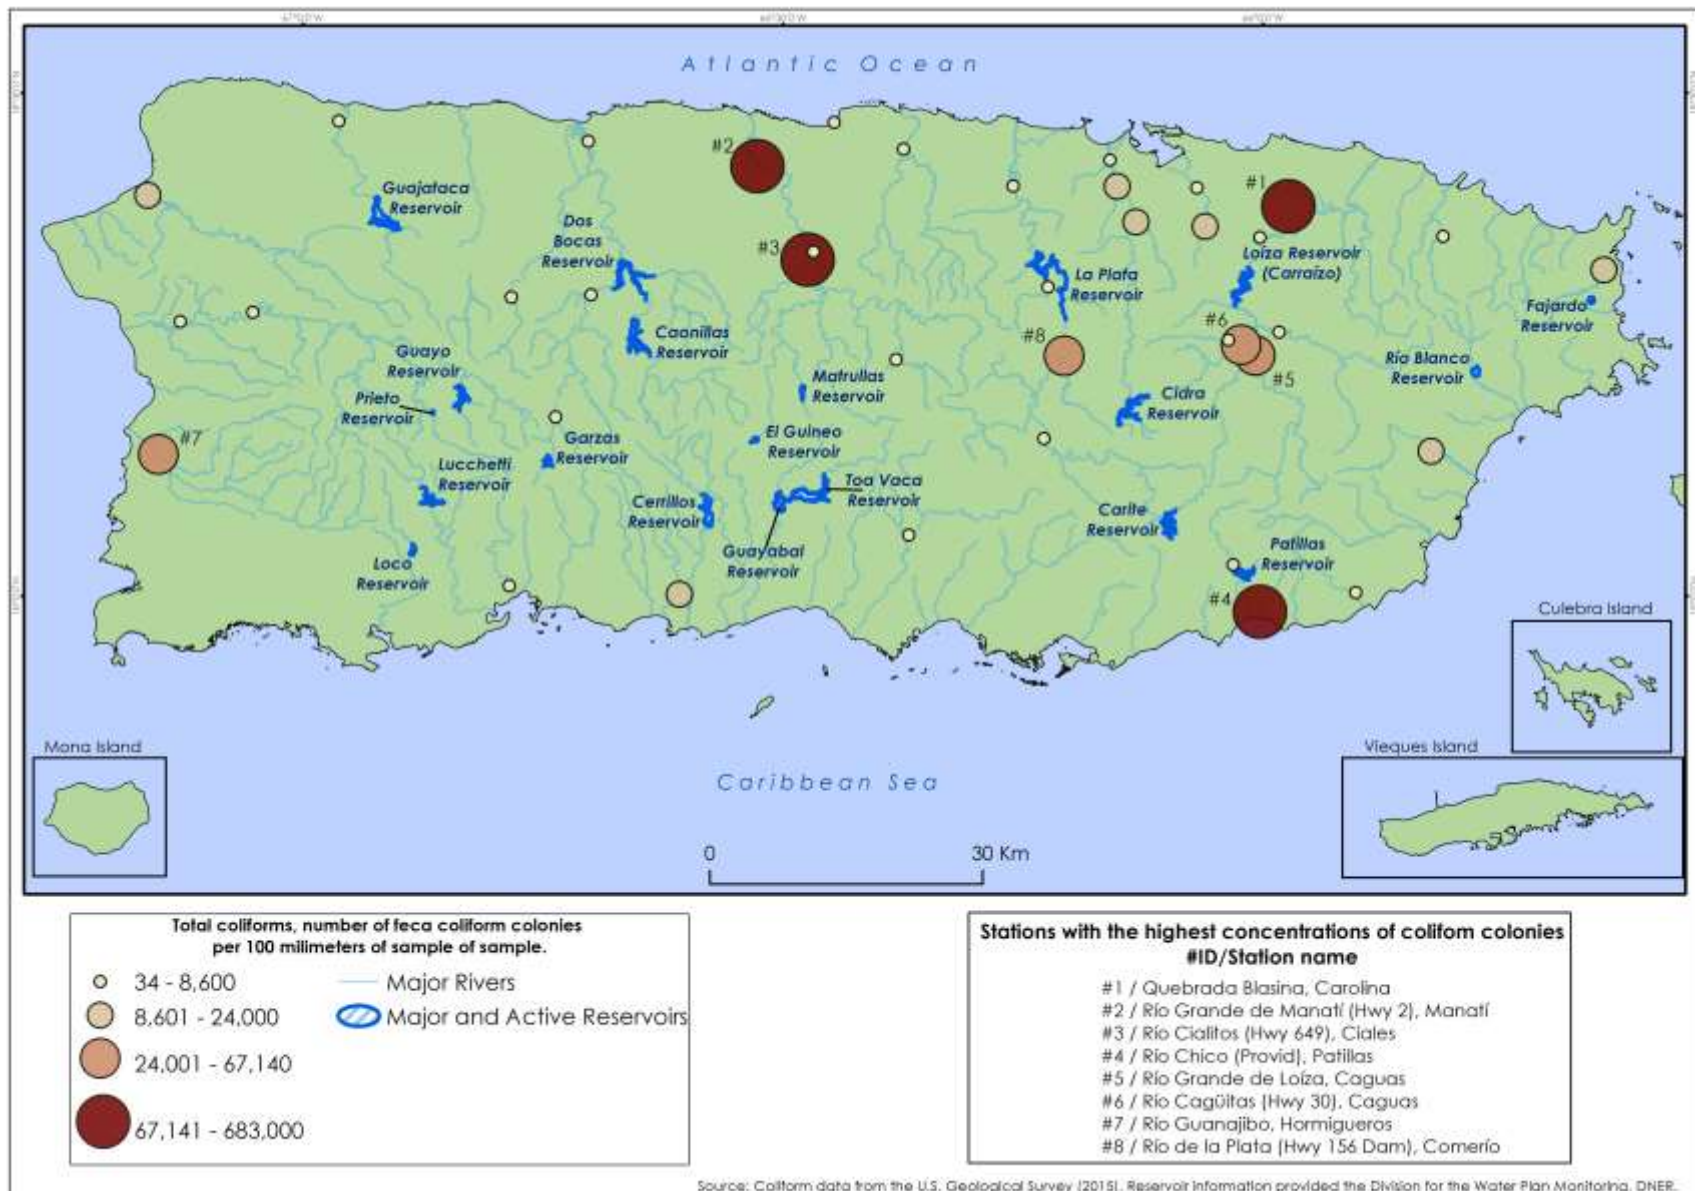 Atlantic Ocean
#2
#1
Guajataca
Reservoir
Dos
Bocas
Reservoir
#3
La Plata
Reservoir
Loíza Reservoir
(Carraízo)
Fajardo
Reservoir
#6
#8
#5
Caonillas
Reservoir
Guayo
Reservoir
Prieto
Reservoir
Matrullas
Reservoir
Río Blanco
Reservoir
Cidra
Reservoir
#7
Garzas
Reservoir
El Guineo
Reservoir
Lucchetti
Reservoir
Toa Vaca
Reservoir
Cerrillos
Reservoir
Carite
Reservoir
Guayabal
Reservoir
Patillas
Reservoir
Loco
Reservoir
#4
Culebra Island
Mona Island
Vieques Island
Caribbean Sea
0 30 Km
Total coliforms, number of feca coliform colonies
per 100 milimeters of sample of sample.
34 - 8,600
8,601 - 24,000
24,001 - 67,140
67,141 - 683,000
Major Rivers
Major and Active Reservoirs
Stations with the highest concentrations of colifom colonies
#ID/Station name
#1 / Quebrada Blasina, Carolina
#2 / Río Grande de Manatí (Hwy 2), Manatí
#3 / Río Cialitos (Hwy 649), Ciales
#4 / Río Chico (Provid), Patillas
#5 / Río Grande de Loíza, Caguas
#6 / Río Cagüitas (Hwy 30), Caguas
#7 / Río Guanajibo, Hormigueros
#8 / Río de la Plata (Hwy 156 Dam), Comerío
Source: Coliform data from the U.S. Geological Survey (2015). Reservoir information provided the Division for the Water Plan Monitoring, DNER.